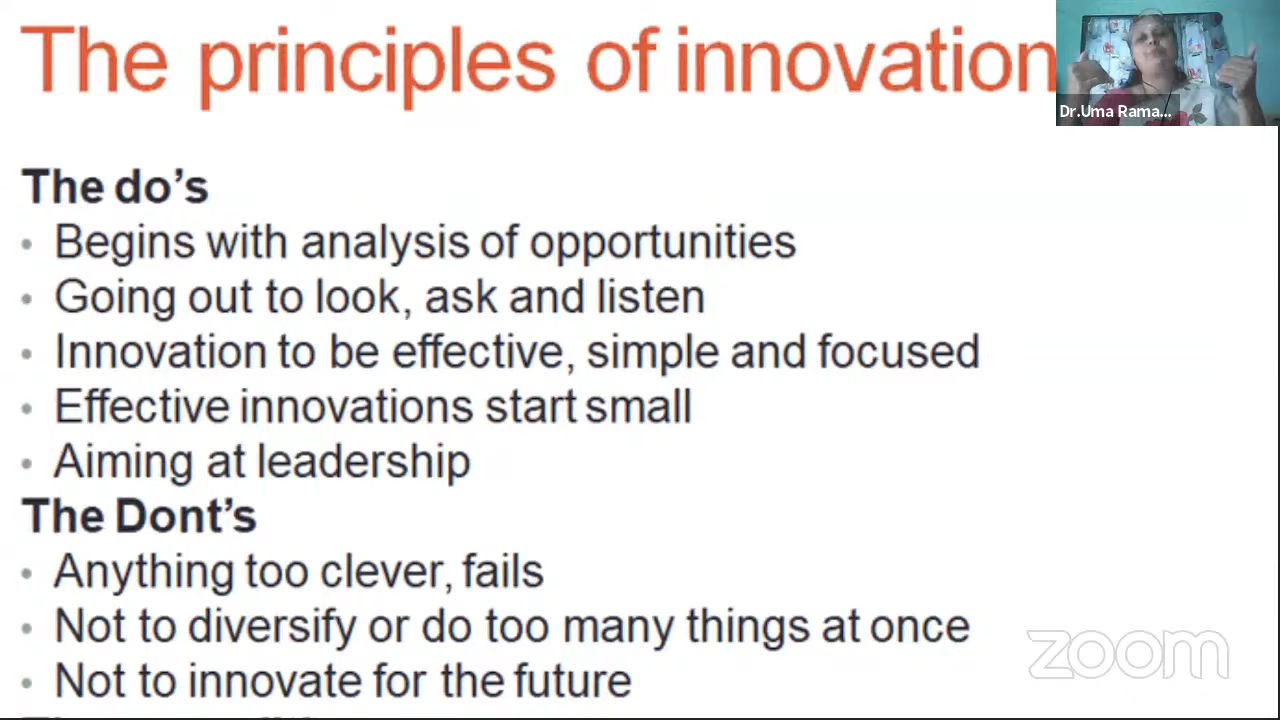 The principles of innovation
Dr.Uma Rama...
The do’s
• Begins with analysis of opportunities
• Going out to look, ask and listen
• Innovation to be effective, simple and focused
• Effective innovations start small
• Aiming at leadership
The Dont’s
• Anything too clever, fails
• Not to diversify or do too many things at once
• Not to innovate for the future
zoom